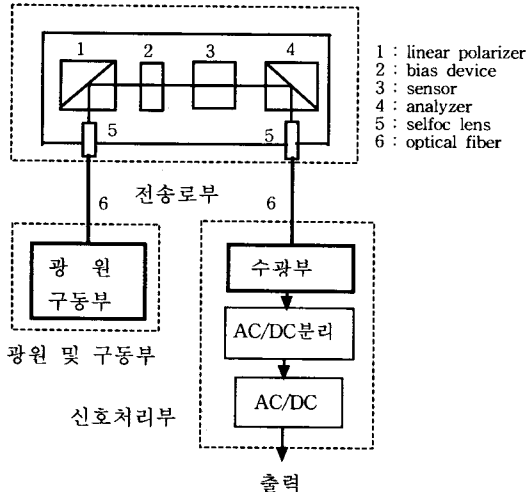 1 2 3 4
1 : linear polarizer
2 : bias device
3 : sensor
4 : analyzer
5 : selfoc lens
6 : optical fiber
5 5
전송로부
6 6
광 원
구동부
광원 및 구동부
수광부
AC/DC분리
AC/DC
신호처리부
출력